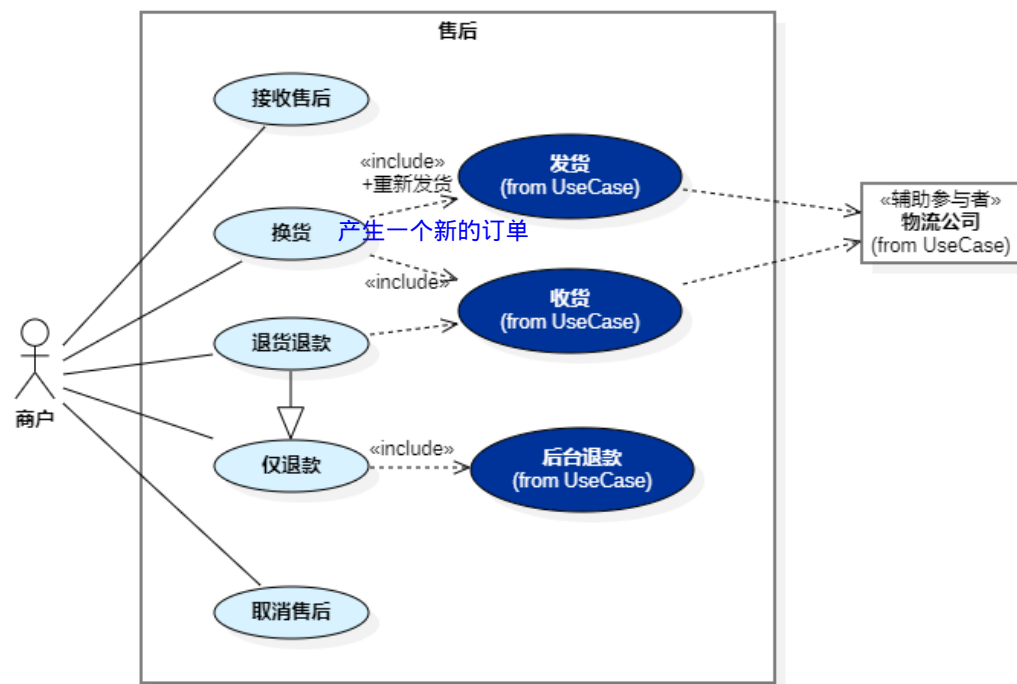 售后
接收售后
«include»
+重新发货
发货
(from UseCase)
«辅助参与者»
物流公司
(from UseCase)
换货
产生一个新的订单
«include»
收货
(from UseCase)
退货退款
商户
仅退款
«include»
后台退款
(from UseCase)
取消售后